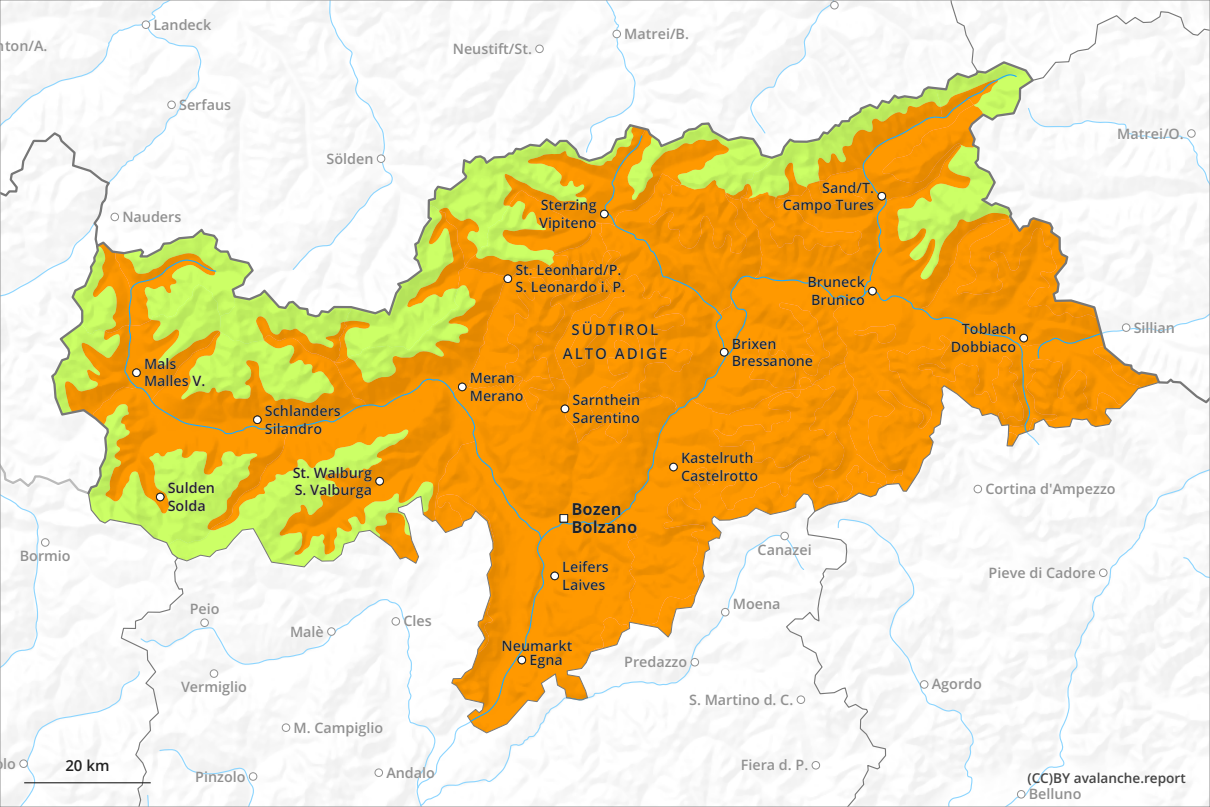 Landeck
nton/A.
Neustift/St.
Matrei/B.
Serfaus
Matrei/O.
Sölden
Nauders
Sand/T.
Campo Tures
Sterzing
Vipiteno
St. Leonhard/P.
S. Leonardo i. P.
Bruneck
Brunico
SÜDTIROL
ALTO ADIGE
Toblach
Dobbiaco
Sillian
Brixen
Bressanone
Mals
Malles V.
Meran
Merano
Sarnthein
Sarentino
Schlanders
Silandro
Kastelruth
Castelrotto
St. Walburg
S. Valburga
Sulden
Solda
Cortina d'Ampezzo
Bozen
Bolzano
Bormio
Canazei
Leifers
Laives
Pieve di Cadore
Peio
Moena
Malè
Cles
Neumarkt
Egna
Predazzo
Vermiglio
Agordo
S. Martino d. C.
M. Campiglio
olo
20 km
Pinzolo
Andalo
Fiera d. P.
(CC)BY avalanche.report
Belluno